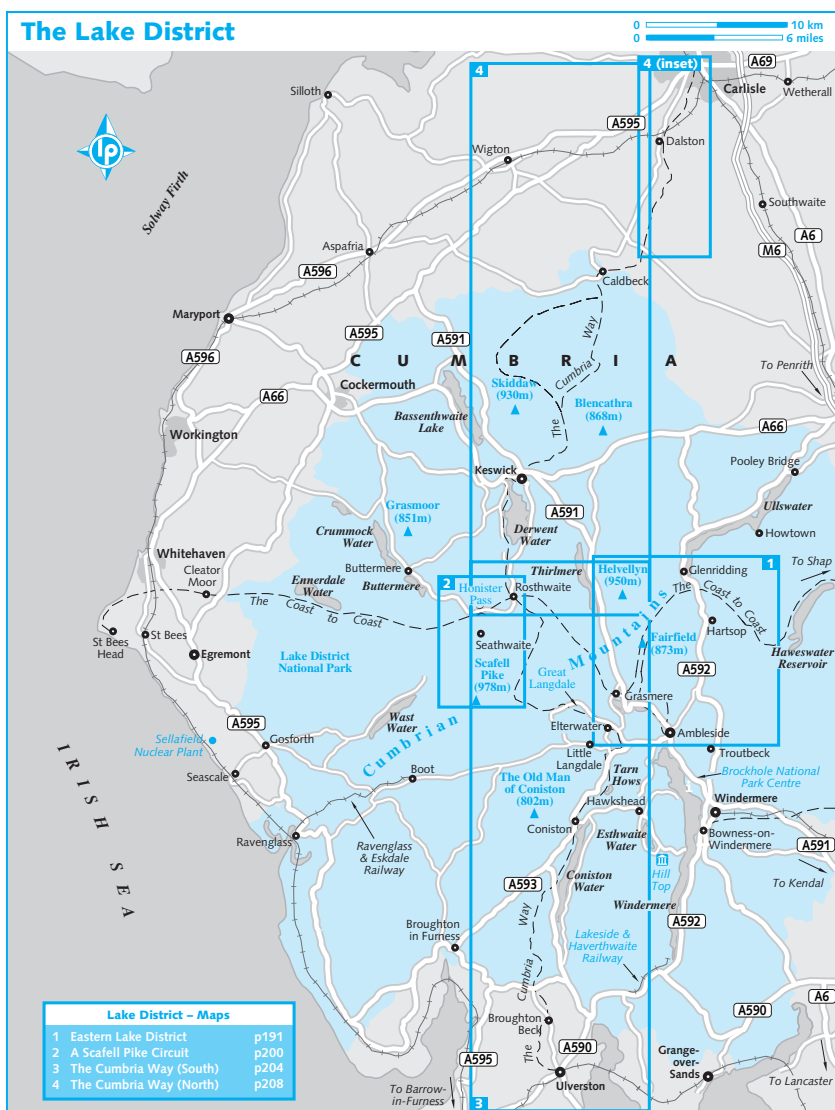 The Lake District
0 10 km
0 6 miles
4
4 (inset)
A69
Carlisle
Wetherall
Silloth
A595
Dalston
lp
Wigton
Solway Firth
Southwaite
A6
M6
Aspafria
A596
Caldbeck
Maryport
A595
A591
A596
CUMBRIA
To Penrith
The Cumbria Way
Skiddaw
(930m)
Cockermouth
Blencathra
(868m)
A66
Bassenthwaite
Lake
A66
Workington
Pooley Bridge
Keswick
Grasmoor
(851m)
A591
Ullswater
Crummock
Water
Derwent
Water
Howtown
Whitehaven
Cleator
Moor
Buttermere
Thirlmere
Helvellyn
(950m)
Glenridding
1
To Shap
Ennerdale
Water
Buttermere
2
Honister
Pass
Rosthwaite
The Coast to Coast
The Coast to Coast
St Bees
Head
St Bees
Seathwaite
Hartsop
Egremont
Lake District
National Park
Fairfield
(873m)
Haweswater
Reservoir
Scafell
Pike
(978m)
Great
Langdale
A592
Cumbrian Mountains
Grasmere
Wast
Water
A595
Elterwater
Ambleside
Sellafield
Nuclear Plant
Gosforth
Little
Langdale
Troutbeck
IRISH SEA
Seascale
Boot
The Old Man
of Coniston
(802m)
Tarn
Hows
Brockhole National
Park Centre
Hawkshead
Windermere
Ravenglass
Coniston
Esthwaite
Water
Bowness-on-
Windermere
Ravenglass
& Eskdale
Railway
A591
Hill
Top
Coniston
Water
To Kendal
A593
Windermere
A592
Broughton
in Furness
Lakeside &
Haverthwaite
Railway
The Cumbria Way
A6
Lake District – Maps
1 Eastern Lake District p191
2 A Scafell Pike Circuit p200
3 The Cumbria Way (South) p204
4 The Cumbria Way (North) p208
Broughton
Beck
A590
A595
A590
Grange-
over-
Sands
Ulverston
To Barrow-
in-Furness
To Lancaster
3